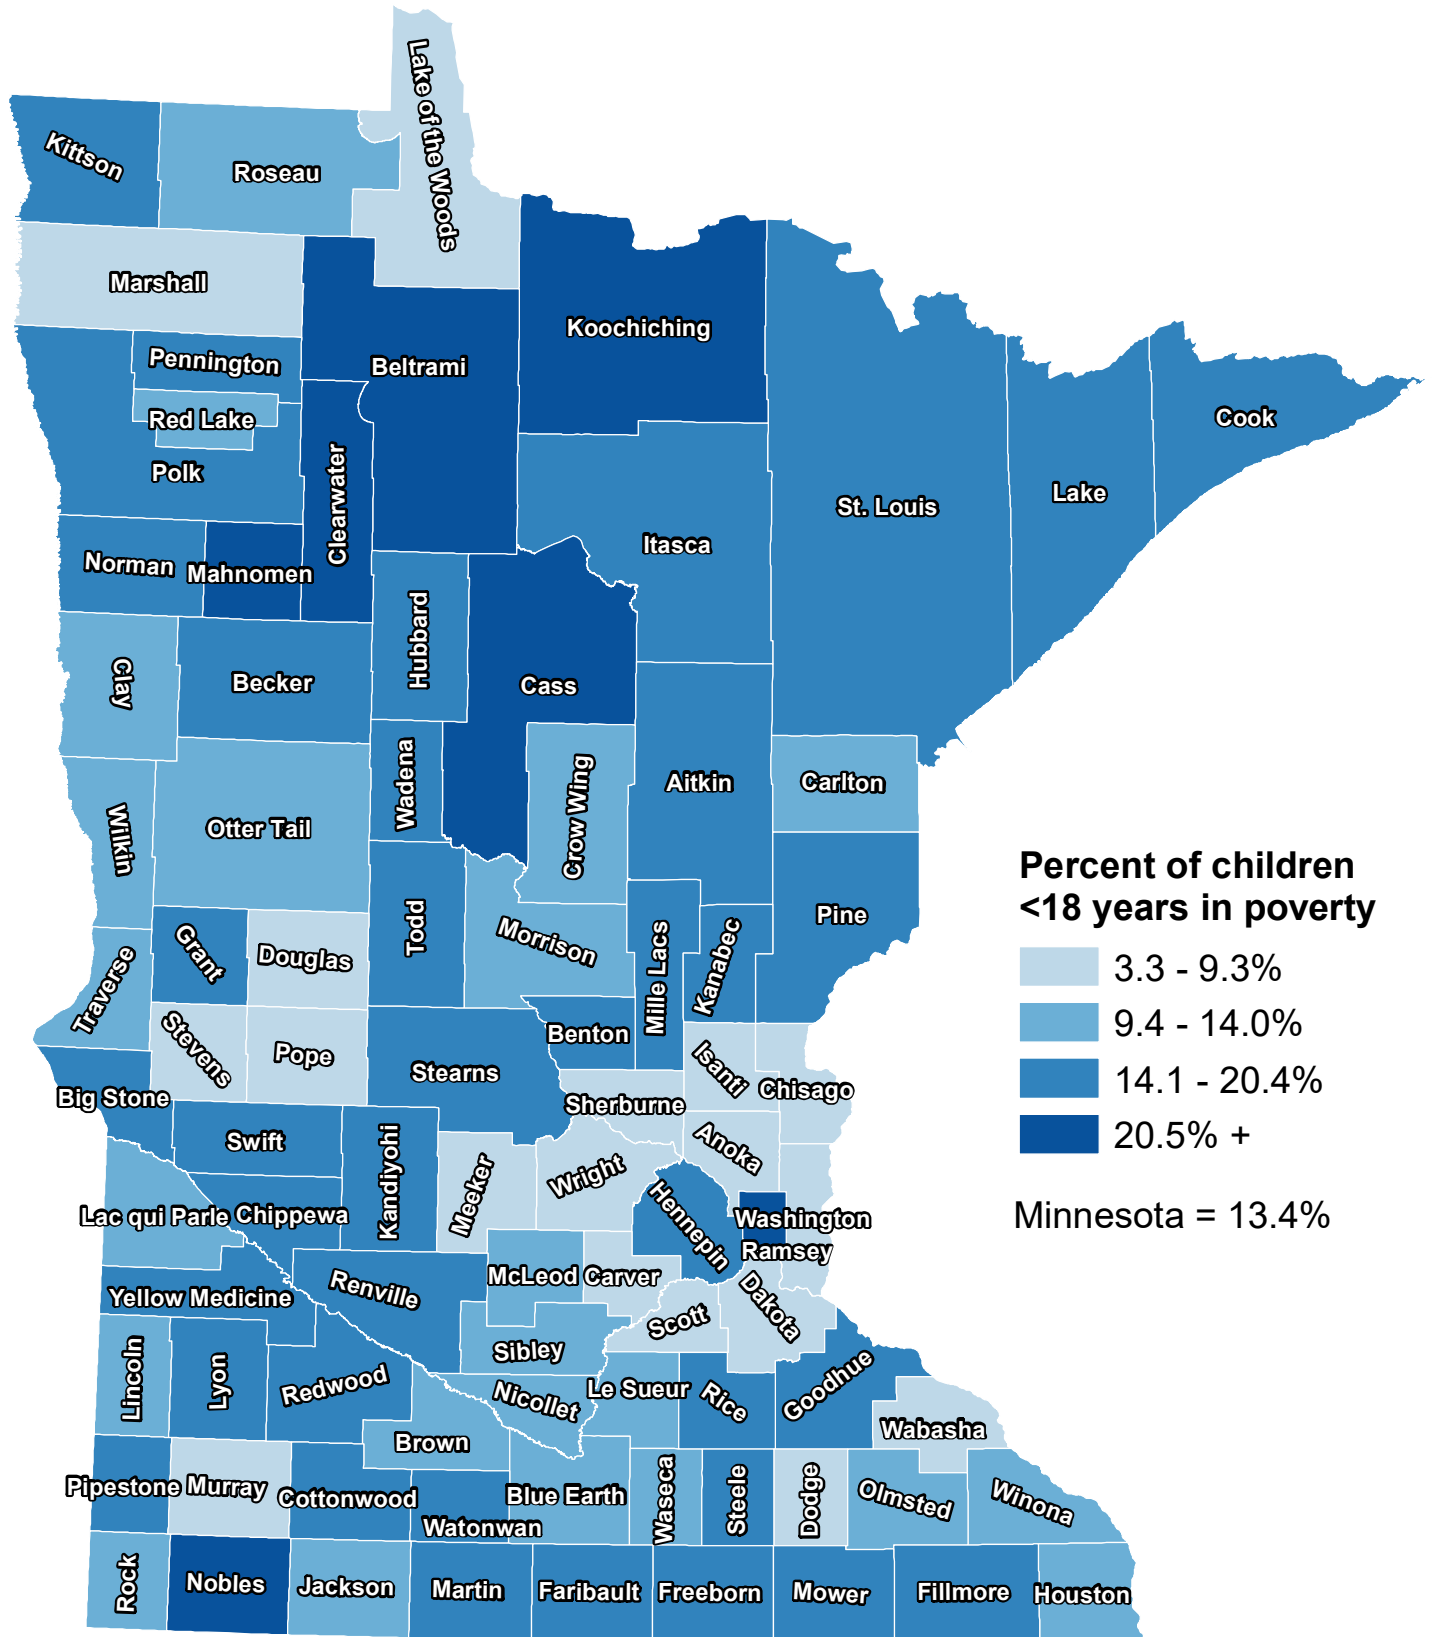 Lake of the Woods
Kittson
Roseau
Marshall
Koochiching
Pennington
Beltrami
Red Lake
Cook
Polk
Clearwater
Lake
St. Louis
Itasca
Norman
Mahnomen
Hubbard
Clay
Becker
Cass
Wadena
Crow Wing
Aitkin
Carlton
Wilkin
Otter Tail
Percent of children
<18 years in poverty
3.3 - 9.3%
9.4 - 14.0%
14.1 - 20.4%
20.5% +
Minnesota = 13.4%
Pine
Todd
Morrison
Mille Lacs
Kanabec
Grant
Douglas
Traverse
Stevens
Pope
Stearns
Benton
Isanti
Chisago
Big Stone
Sherburne
Swift
Kandiyohi
Anoka
Meeker
Wright
Hennepin
Lac qui Parle
Chippewa
Washington
Ramsey
McLeod
Carver
Renville
Yellow Medicine
Dakota
Scott
Sibley
Lincoln
Lyon
Redwood
Nicollet
Le Sueur
Rice
Goodhue
Wabasha
Brown
Pipestone
Murray
Cottonwood
Blue Earth
Watonwan
Waseca
Steele
Dodge
Olmsted
Winona
Rock
Nobles
Jackson
Martin
Faribault
Freeborn
Mower
Fillmore
Houston